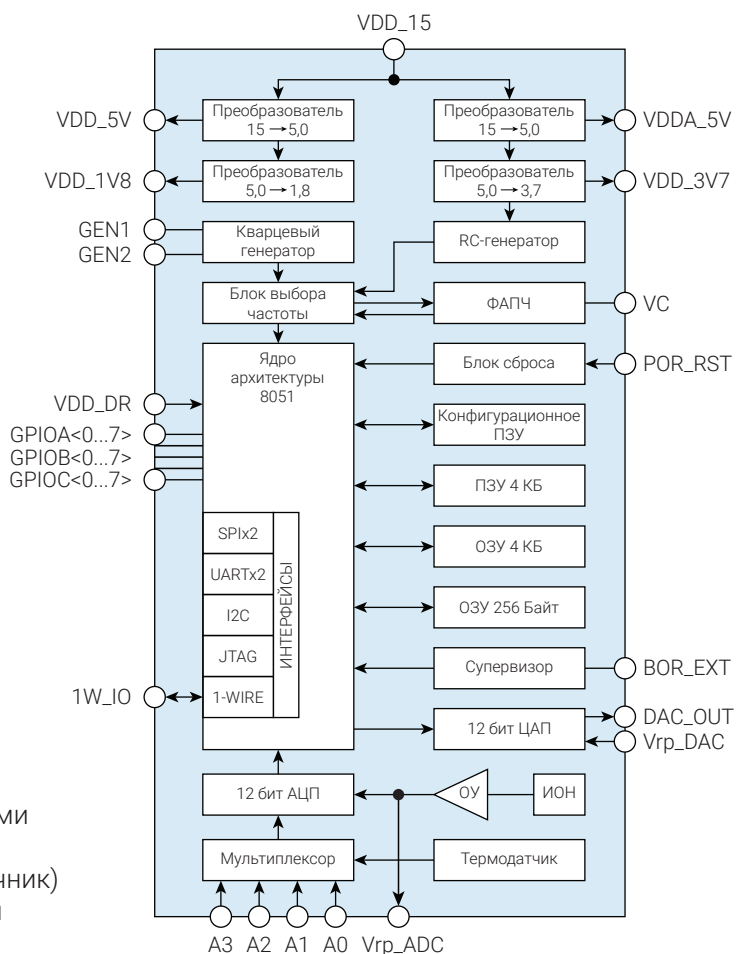 VDD_15
VDD_5V
Преобразователь
15 → 5,0
Преобразователь
15 → 5,0
VDDA_5V
VDD_1V8
Преобразователь
5,0 → 1,8
Преобразователь
5,0 → 3,7
VDD_3V7
GEN1
GEN2
Кварцевый
генератор
RC-генератор
Блок выбора
частоты
ФАПЧ
VC
Ядро
архитектуры
8051
Блок сброса
POR_RST
VDD_DR
GPIOA<0...7>
GPIOB<0...7>
GPIOC<0...7>
Конфигурационное
ПЗУ
ПЗУ 4 КБ
SPIx2
UARTx2
I2C
JTAG
1-WIRE
ИНТЕРФЕЙСЫ
ОЗУ 4 КБ
ОЗУ 256 Байт
1W_IO
Супервизор
BOR_EXT
12 бит ЦАП
DAC_OUT
Vrp_DAC
12 бит АЦП
ОУ
ИОН
Мультиплексор
Термодатчик
A3 A2 A1 A0 Vrp_ADC
ми
чник)